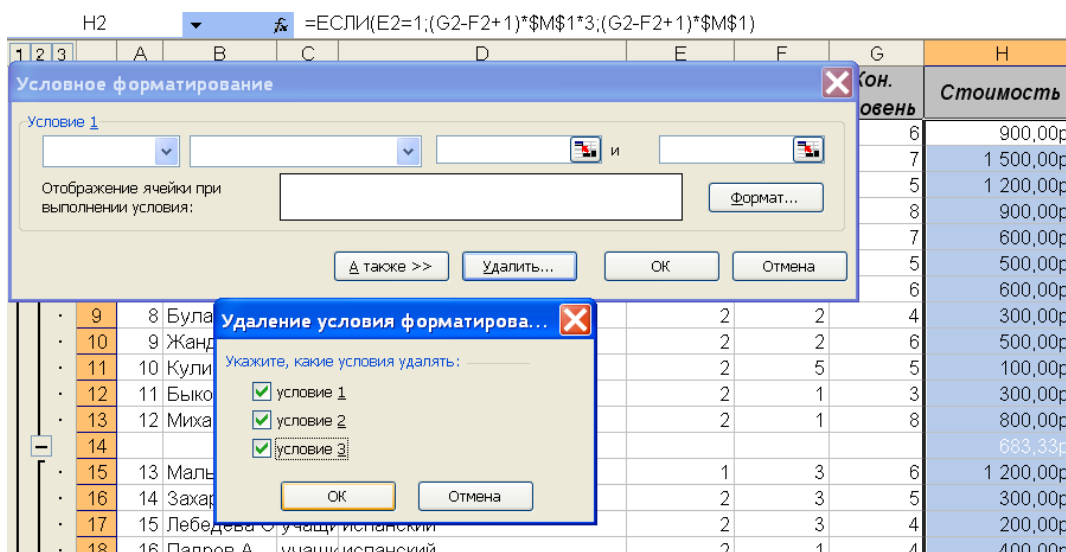 H2 fx =ЕСЛИ(E2=1;(G2-F2+1)*$M$1*3;(G2-F2+1)*$M$1)
1 2 3 A B C D E F G H
Условное форматирование
Кон.
Стоимость
Условие 1
и
Отображение ячейки при
выполнении условия:
Формат...
А также >> Удалить... ОК Отмена
6 900,00р
7 1 500,00р
5 1 200,00р
8 900,00р
7 600,00р
5 500,00р
6 600,00р
9 8 Була 2 2 4 300,00р
Удаление условия форматирова...
10 9 Жанд 2 2 6 500,00р
Укажите, какие условия удалять:
11 10 Кули 2 5 5 100,00р
условие 1
12 11 Быко 2 1 3 300,00р
условие 2
13 12 Миха 2 1 8 800,00р
условие 3
14 683,33р
15 13 Маль 1 3 6 1 200,00р
ОК Отмена
16 14 Захар 2 3 5 300,00р
17 15 Лебедева О учащи испанский 2 3 4 200,00р
18 16 Падров А. учащи испанский 2 1 4 400,00р